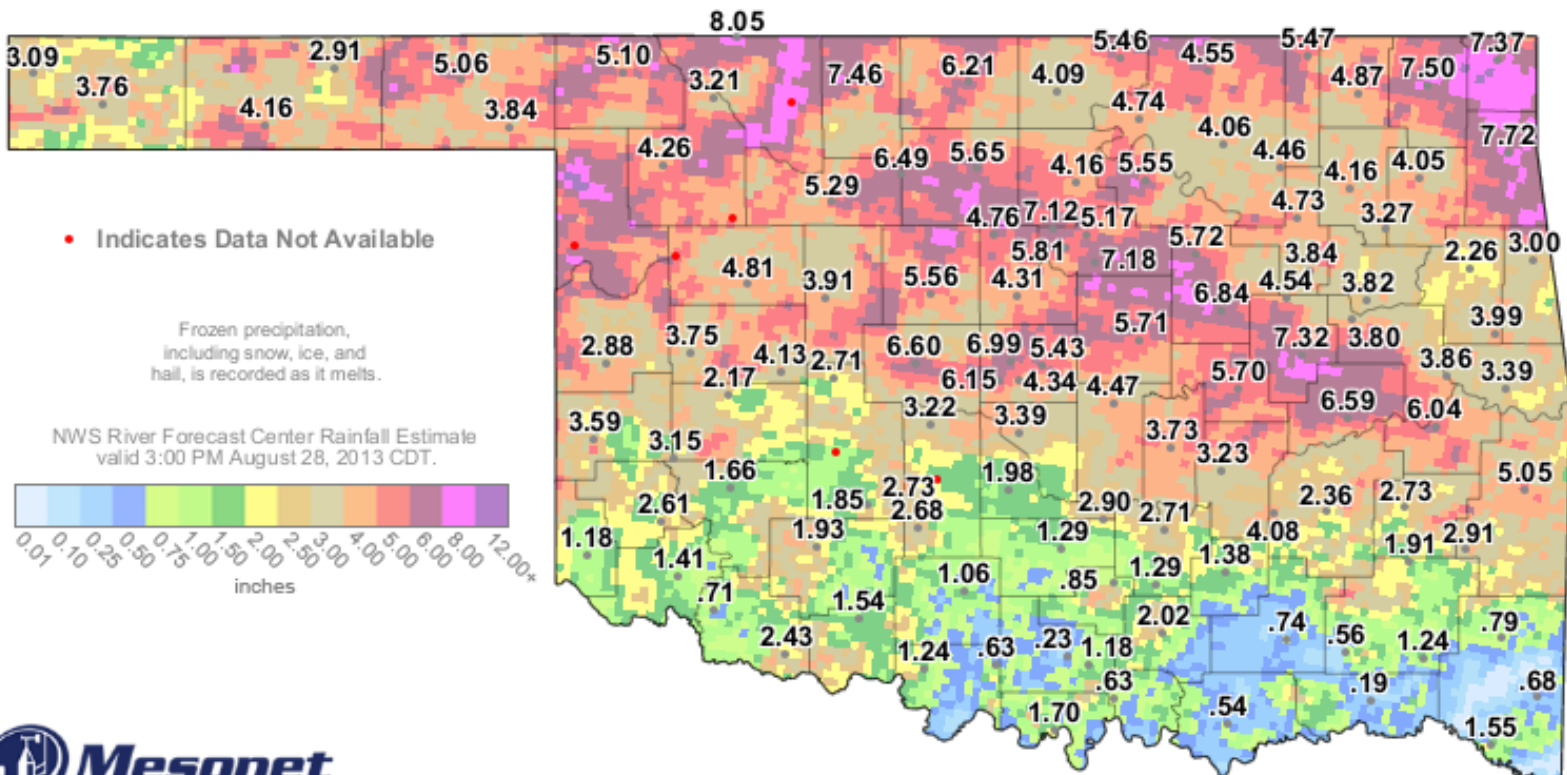 8.05
3.09 3.76 4.16 2.91 5.06 3.84 5.10 3.21 7.46 6.21 4.09 5.46 4.55 5.47 4.87 7.50 7.37
4.74 4.06 4.46 7.72
4.26 5.29 6.49 5.65 4.16 5.55 4.16 4.05
4.76 7.12 5.17 4.73 3.27
• Indicates Data Not Available
4.81 3.91 5.56 5.81 4.31 7.18 5.72 6.84 3.84 4.54 3.82 2.26 3.00
Frozen precipitation,
including snow, ice, and
hail, is recorded as it melts.
2.88 3.75 4.13 2.71 6.60 6.99 5.43 5.71 7.32 3.80 3.99
2.17 6.15 4.34 4.47 5.70 3.86 3.39
3.59 3.15 3.22 3.39 3.73 3.23 6.59 6.04
NWS River Forecast Center Rainfall Estimate
valid 3:00 PM August 28, 2013 CDT.
1.66 1.98 5.05
2.61 1.85 2.73 2.68 2.90 2.71 2.36 2.73
1.18 1.93 1.29 4.08 1.91 2.91
0.01 0.10 0.25 0.50 0.75 1.00 1.50 2.00 2.50 3.00 4.00 5.00 6.00 8.00 12.00+
inches
1.41 .71 1.54 1.06 .85 1.29 1.38
2.43 1.24 .63 .23 1.18 2.02 .74 .56 1.24 .79
1.70 .63 .54 .19 1.55 .68
Mesonet